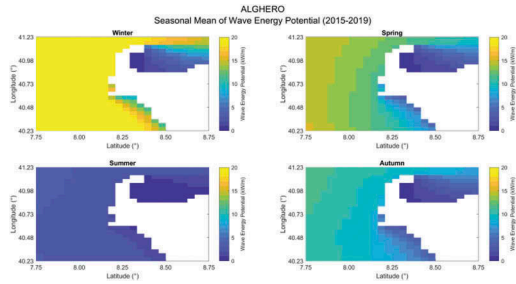 ALGHERO
Seasonal Mean of Wave Energy Potential (2015-2019)
Winter
41.23
40.98
40.73
40.48
40.23
Longitude (°)
7.75 8.00 8.25 8.50 8.75
Latitude (°)
20
15
10
5
0
Wave Energy Potential (kW/m)
Spring
41.23
40.98
40.73
40.48
40.23
Longitude (°)
7.75 8.00 8.25 8.50 8.75
Latitude (°)
20
15
10
5
0
Wave Energy Potential (kW/m)
Summer
41.23
40.98
40.73
40.48
40.23
Longitude (°)
7.75 8.00 8.25 8.50 8.75
Latitude (°)
20
15
10
5
0
Wave Energy Potential (kW/m)
Autumn
41.23
40.98
40.73
40.48
40.23
Longitude (°)
7.75 8.00 8.25 8.50 8.75
Latitude (°)
20
15
10
5
0
Wave Energy Potential (kW/m)